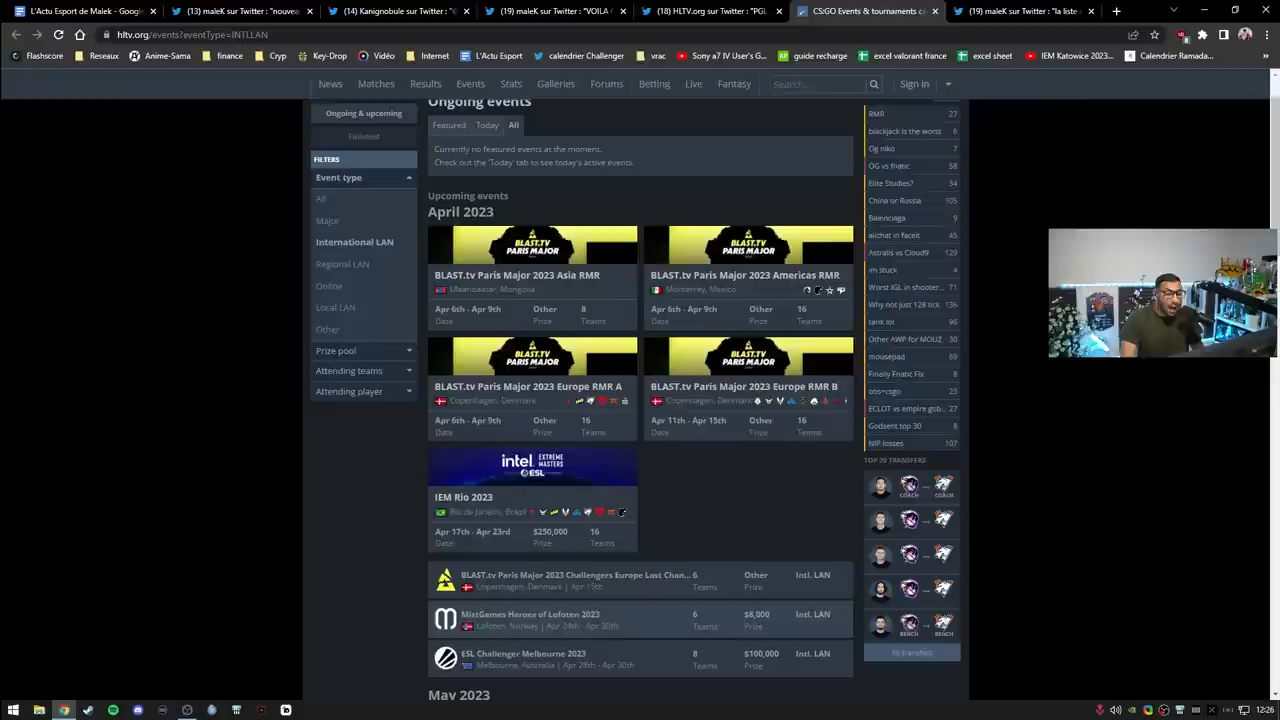 L'Actu Esport de Malek - Google
(13) maleK sur Twitter : "nouvea
(14) Kanignobule sur Twitter : "@
(19) maleK sur Twitter : "VOILA
(18) HLTV.org sur Twitter : "PGL
CS:GO Events & tournaments c
(19) maleK sur Twitter : "la liste
hltv.org/events?eventType=INTLLAN
Flashscore
reseaux
Anime-Sama
finance
Cryp
Key-Drop
Vidéo
Internet
L'Actu
calendrier Challenger
vrac
Sony a7 IV User's G...
guide recharge
excel valorant france
excel sheet
IEM Katowice 2023...
Calendrier Ramada...
News
Matches
Results
Events
Stats
Galleries
Forums
Betting
Live
Fantasy
Search...
Sign in
Ongoing & upcoming
Finished
FILTERS
Event type
All
Major
International LAN
Regional LAN
Online
Local LAN
Other
Prize pool
Attending teams
Attending player
Ongoing events
Featured
Today
All
Currently no featured events at the moment.
Check out the 'Today' tab to see today's active events.
Upcoming events
April 2023
BLAST.tv
PARIS
MAJOR
BLAST.tv Paris Major 2023 Asia RMR
Ulaanbaatar, Mongolia
Apr 6th - Apr 9th
Other
8
Date
Prize
Teams
BLAST.tv
PARIS
MAJOR
BLAST.tv Paris Major 2023 Americas RMR
Monterrey, Mexico
Apr 6th - Apr 9th
Other
16
Date
Prize
Teams
BLAST.tv
PARIS
MAJOR
BLAST.tv Paris Major 2023 Europe RMR A
Copenhagen, Denmark
Apr 6th - Apr 9th
Other
16
Date
Prize
Teams
BLAST.tv
PARIS
MAJOR
BLAST.tv Paris Major 2023 Europe RMR B
Copenhagen, Denmark
Apr 11th - Apr 15th
Other
16
Date
Prize
Teams
intel. EXTREME MASTERS
ESL
IEM Rio 2023
Rio de Janeiro, Brazil
Apr 17th - Apr 23rd
$250,000
16
Date
Prize
Teams
BLAST.tv Paris Major 2023 Challengers Europe Last Chan... 6 Other Intl. LAN
Copenhagen, Denmark | Apr 15th Teams Prize
MistGames Heroes of Lofoten 2023 6 $8,000 Intl. LAN
Lofoten, Norway | Apr 24th - Apr 30th Teams Prize
ESL Challenger Melbourne 2023 8 $100,000 Intl. LAN
Melbourne, Australia | Apr 28th - Apr 30th Teams Prize
May 2023
RMR 27
blackjack is the worst 6
Og niko 7
OG vs fnatic 58
Elite Studies? 34
China or Russia 105
Balenciaga 9
allchat in faceit 45
Astralis vs Cloud9 129
im stuck 4
Worst IGL in shooter... 71
Why not just 128 tick 136
tarik lol 96
Other AWP for MOUZ 30
mousepad 69
Finally Fnatic Fix 8
obs+csgo 25
ECLOT vs empire gob... 27
Godsent top 30 8
NIP losses 107
TOP 20 TRANSFERS
COACH COACH
BENCH BENCH
All transfers
12:26